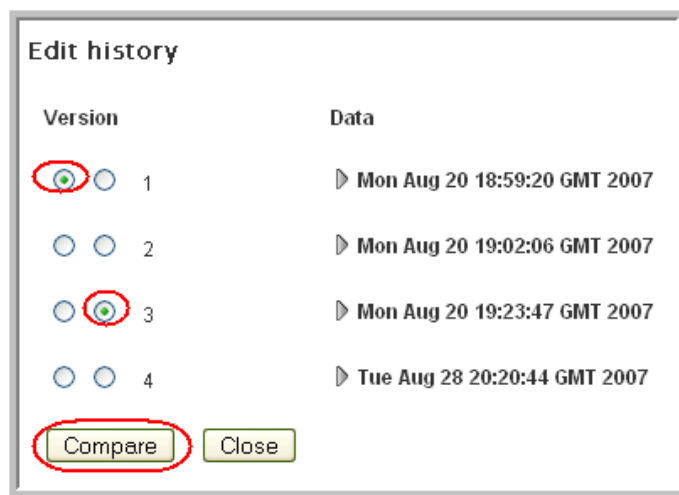 Edit history
Version Data
1 Mon Aug 20 18:59:20 GMT 2007
2 Mon Aug 20 19:02:06 GMT 2007
3 Mon Aug 20 19:23:47 GMT 2007
4 Tue Aug 28 20:20:44 GMT 2007
Compare Close